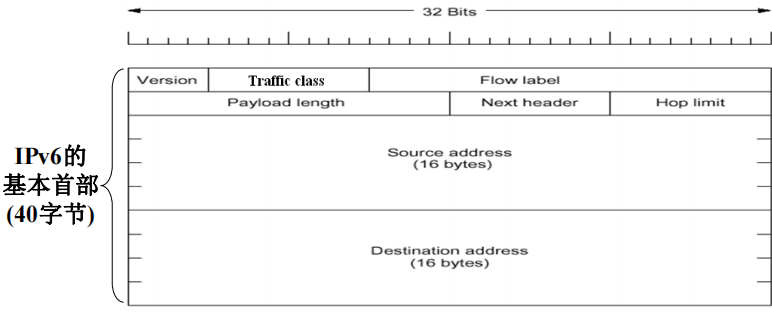 32 Bits
Version Traffic class Flow label
Payload length Next header Hop limit
IPv6的
基本首部
(40字节)
Source address
(16 bytes)
Destination address
(16 bytes)